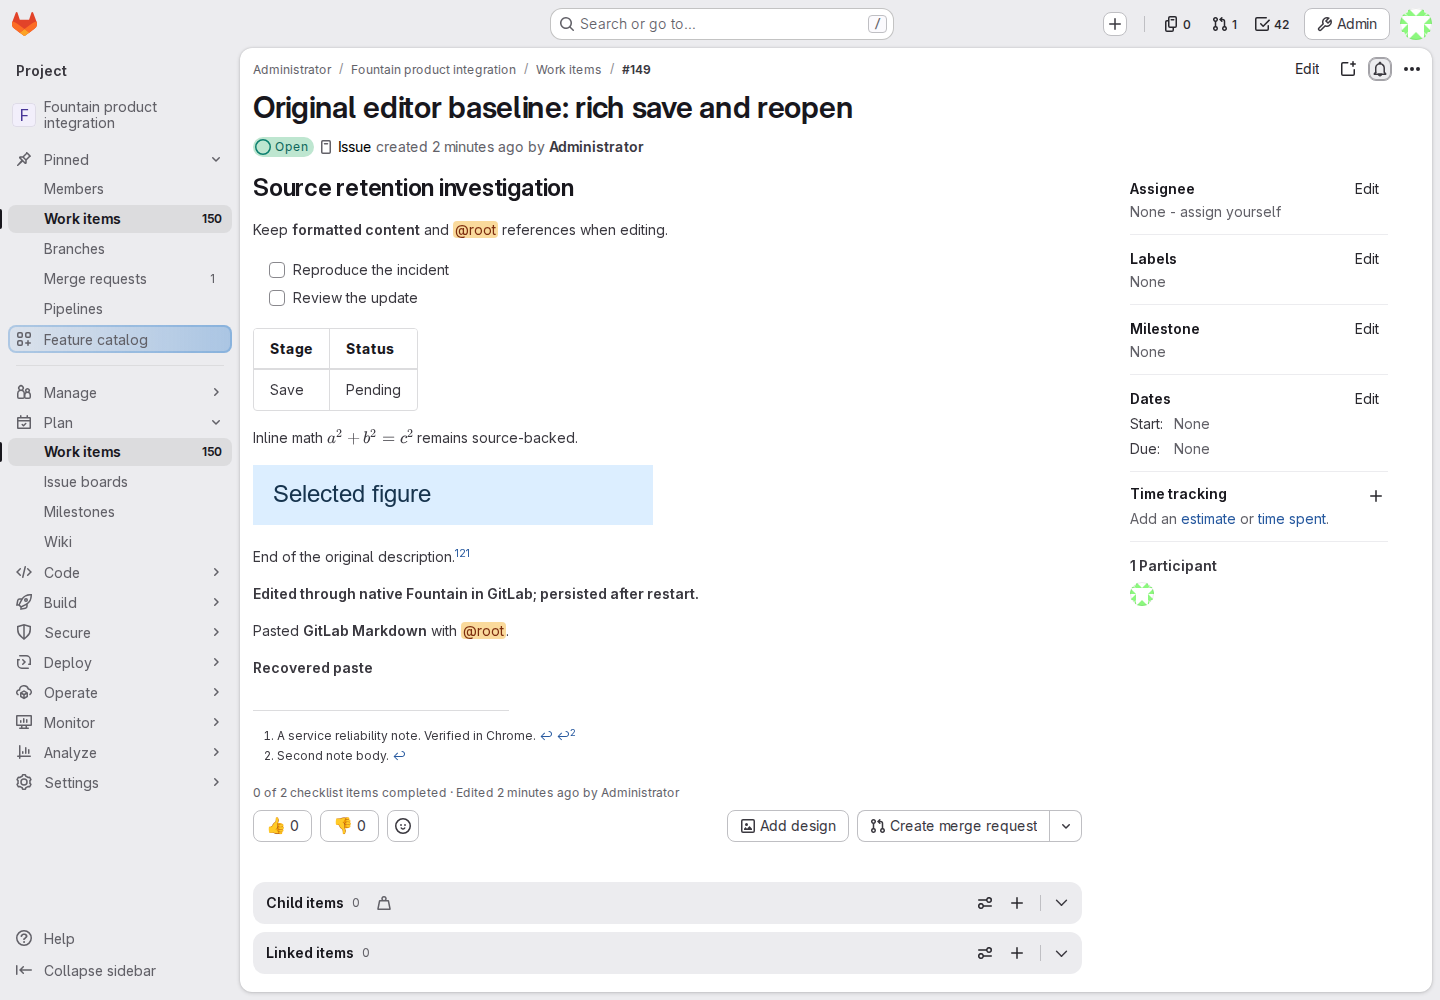 Search or go to...
/
0
1
42
Admin
Project
F
Fountain product
integration
Pinned
Members
Work items 150
Branches
Merge requests 1
Pipelines
Feature catalog
Manage
Plan
Work items 150
Issue boards
Milestones
Wiki
Code
Build
Secure
Deploy
Operate
Monitor
Analyze
Settings
Help
Collapse sidebar
Administrator / Fountain product integration / Work items / #149
Edit
Original editor baseline: rich save and reopen
Open Issue created 2 minutes ago by Administrator
Source retention investigation
Keep formatted content and @root references when editing.
Reproduce the incident
Review the update
Stage Status
Save Pending
Inline math a² + b² = c² remains source-backed.
Selected figure
End of the original description.¹²¹
Edited through native Fountain in GitLab; persisted after restart.
Pasted GitLab Markdown with @root.
Recovered paste
1. A service reliability note. Verified in Chrome. ↩ ↩²
2. Second note body. ↩
0 of 2 checklist items completed · Edited 2 minutes ago by Administrator
👍 0
👎 0
Add design
Create merge request
Child items 0
Linked items 0
Assignee Edit
None - assign yourself
Labels Edit
None
Milestone Edit
None
Dates Edit
Start: None
Due: None
Time tracking
Add an estimate or time spent.
1 Participant